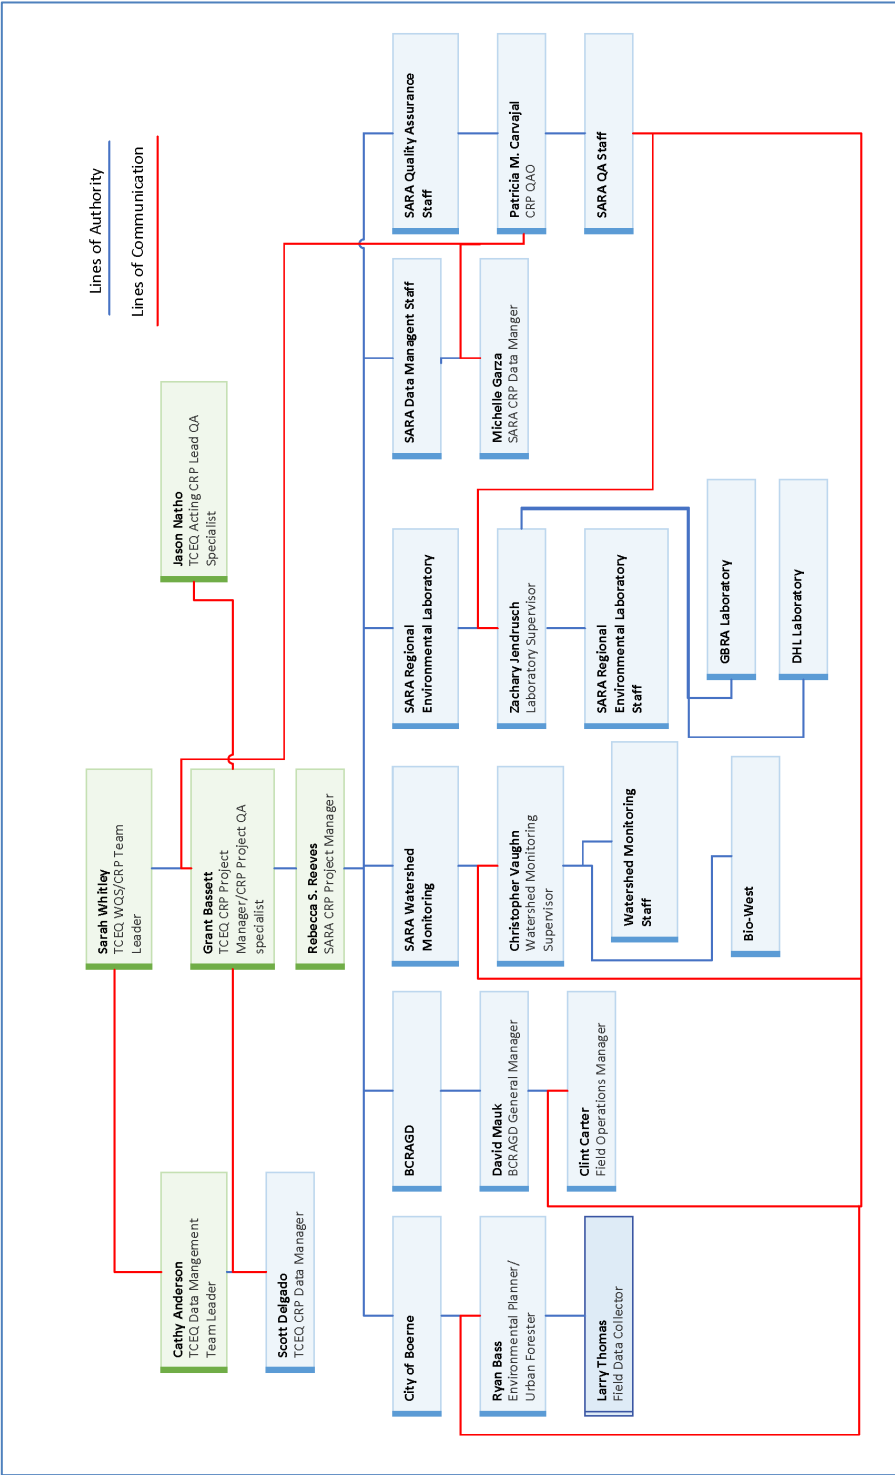 Lines of Authority
Lines of Communication
Sarah Whitley
TCEQ WQS/CRP Team
Leader
Cathy Anderson
TCEQ Data Mangement
Team Leader
Grant Bassett
TCEQ CRP Project
Manager/CRP Project QA
specialist
Jason Natho
TCEQ Acting CRP Lead QA
Specialist
Scott Delgado
TCEQ CRP Data Manager
Rebecca S. Reeves
SARA CRP Project Manager
City of Boerne
Ryan Bass
Environmental Planner/
Urban Forester
Larry Thomas
Field Data Collector
BCRAGD
David Mauk
BCRAGD General Manager
Clint Carter
Field Operations Manager
SARA Watershed
Monitoring
Christopher Vaughn
Watershed Monitoring
Supervisor
Watershed Monitoring
Staff
Bio-West
SARA Regional
Environmental Laboratory
Zachary Jendrusch
Laboratory Supervisor
SARA Regional
Environmental Laboratory
Staff
GBRA Laboratory
DHL Laboratory
SARA Data Managent Staff
Michelle Garza
SARA CRP Data Manger
SARA Quality Assurance
Staff
Patricia M. Carvajal
CRP QAO
SARA QA Staff